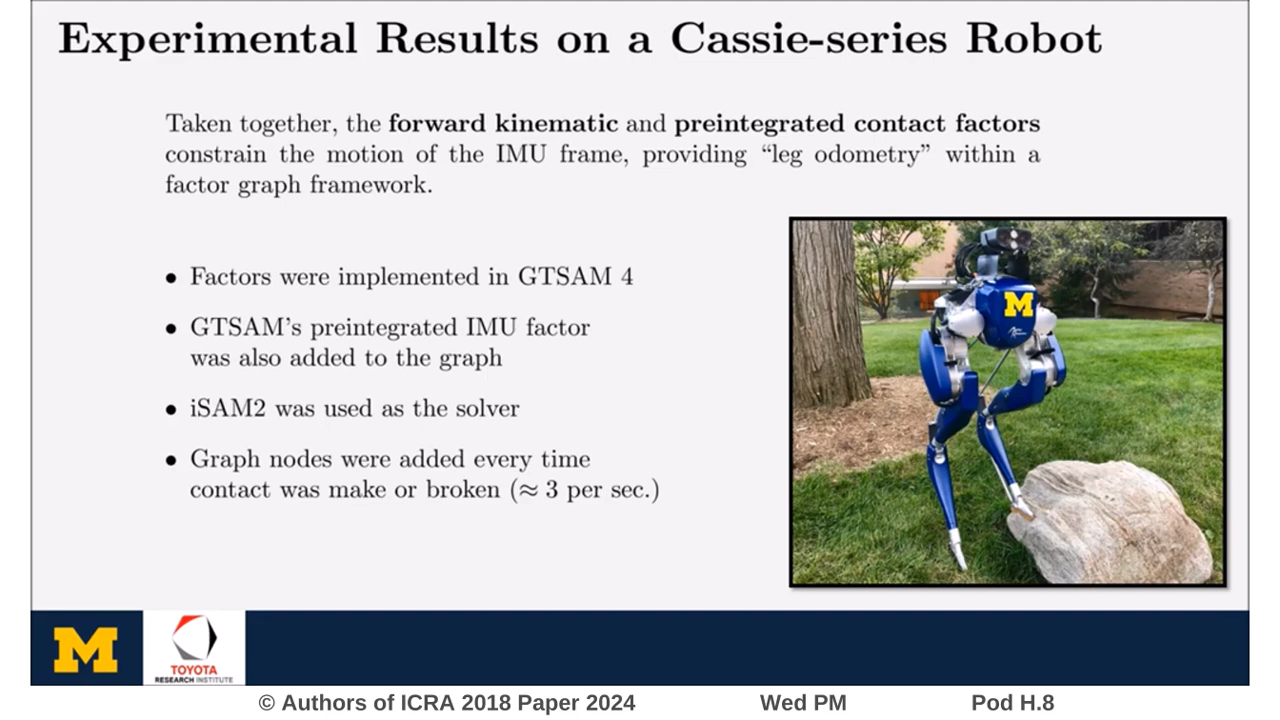 Experimental Results on a Cassie-series Robot
Taken together, the forward kinematic and preintegrated contact factors
constrain the motion of the IMU frame, providing “leg odometry” within a
factor graph framework.
• Factors were implemented in GTSAM 4
• GTSAM’s preintegrated IMU factor
was also added to the graph
• iSAM2 was used as the solver
• Graph nodes were added every time
contact was make or broken (≈ 3 per sec.)
M
M
TOYOTA
RESEARCH INSTITUTE
© Authors of ICRA 2018 Paper 2024 Wed PM Pod H.8